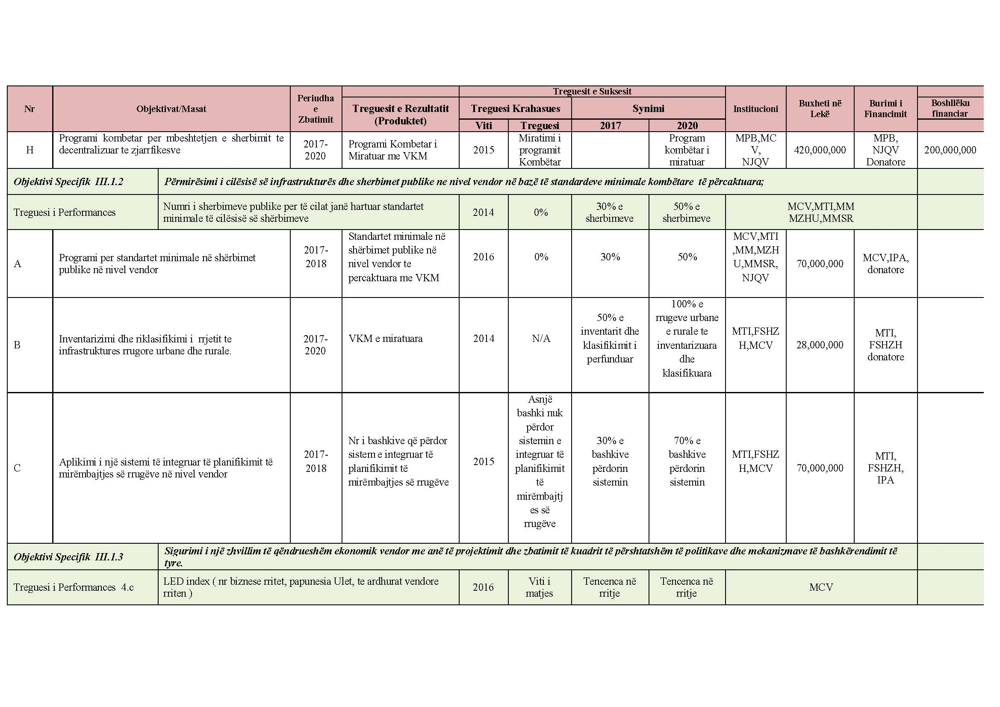 Nr
Objektivat/Masat
Periudha
e
Zbatimit
Treguesit e Rezultatit
(Produktet)
Treguesit e Suksesit
Treguesi Krahasues
Synimi
Viti
Treguesi
2017
2020
Institucioni
Buxheti në
Lekë
Burimi i
Financimit
Boshllëku
financiar
H
Programi kombetar per mbeshtetjen e sherbimit te
decentralizuar te zjarrfikesve
2017-
2020
Programi Kombetar i
Miratuar me VKM
2015
Miratimi i
programit
Kombëtar
Program
kombëtar i
miratuar
MPB,MC
V,
NJQV
420,000,000
MPB,
NJQV
Donatore
200,000,000
Objektivi Specifik III.1.2
Përmirësimi i cilësisë së infrastrukturës dhe sherbimet publike ne nivel vendor në bazë të standardeve minimale kombëtare të përcaktuara;
Treguesi i Performances
Numri i sherbimeve publike per të cilat janë hartuar standartet
minimale të cilësisë së shërbimeve
2014
0%
30% e
sherbimeve
50% e
sherbimeve
MCV,MTI,MM
MZHU,MMSR
A
Programi per standartet minimale në shërbimet
publike në nivel vendor
2017-
2018
Standartet minimale në
shërbimet publike në
nivel vendor te
percaktuara me VKM
2016
0%
30%
50%
MCV,MTI
,MM,MZH
U,MMSR,
NJQV
70,000,000
MCV,IPA,
donatore
B
Inventarizimi dhe riklasifikimi i rrjetit te
infrastruktures rrugore urbane dhe rurale.
2017-
2020
VKM e miratuara
2014
N/A
50% e
inventarit dhe
klasifikimit i
perfunduar
100% e
rrugeve urbane
e rurale te
inventarizuara
dhe
klasifikuara
MTI,FSHZ
H,MCV
28,000,000
MTI,
FSHZH
donatore
C
Aplikimi i një sistemi të integruar të planifikimit të
mirëmbajtjes së rrugëve në nivel vendor
2017-
2018
Nr i bashkive që përdor
sistem e integruar të
planifikimit të
mirëmbajtjes së rrugëve
2015
Asnjë
bashki nuk
përdor
sistemin e
integruar të
planifikimit
të
mirëmbajtj
es së
rrugëve
30% e
bashkive
përdorin
sistemin
70% e
bashkive
përdorin
sistemin
MTI,FSHZ
H,MCV
70,000,000
MTI,
FSHZH,
IPA
Objektivi Specifik III.1.3
Sigurimi i një zhvillim të qëndrueshëm ekonomik vendor me anë të projektimit dhe zbatimit të kuadrit të përshtatshëm të politikave dhe mekanizmave të bashkërendimit të
tyre.
Treguesi i Performances 4.c
LED index ( nr biznese rritet, papunesia Ulet, te ardhurat vendore
rriten )
2016
Viti i
matjes
Tencenca në
rritje
Tencenca në
rritje
MCV